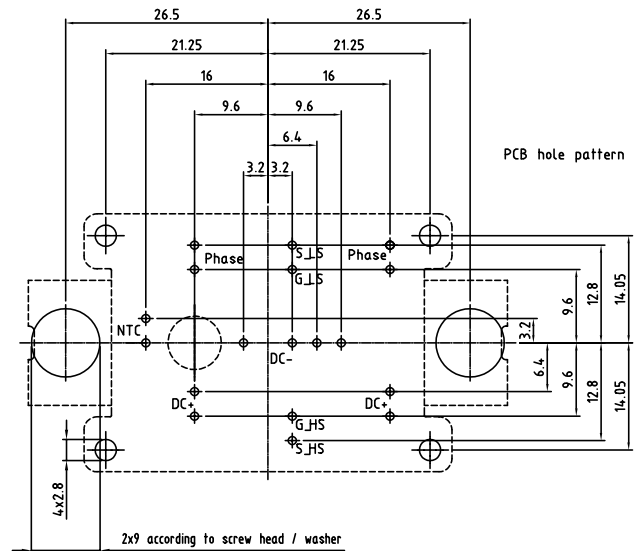 26.5 26.5
21.25 21.25
16 16
9.6 9.6
6.4
3.2 3.2
PCB hole pattern
S_LS
Phase Phase
G_LS
NTC
DC-
3.2
9.6
12.8
14.05
6.4
9.6
12.8
14.05
DC+ DC+
G_HS
S_HS
4x2.8
2x9 according to screw head / washer